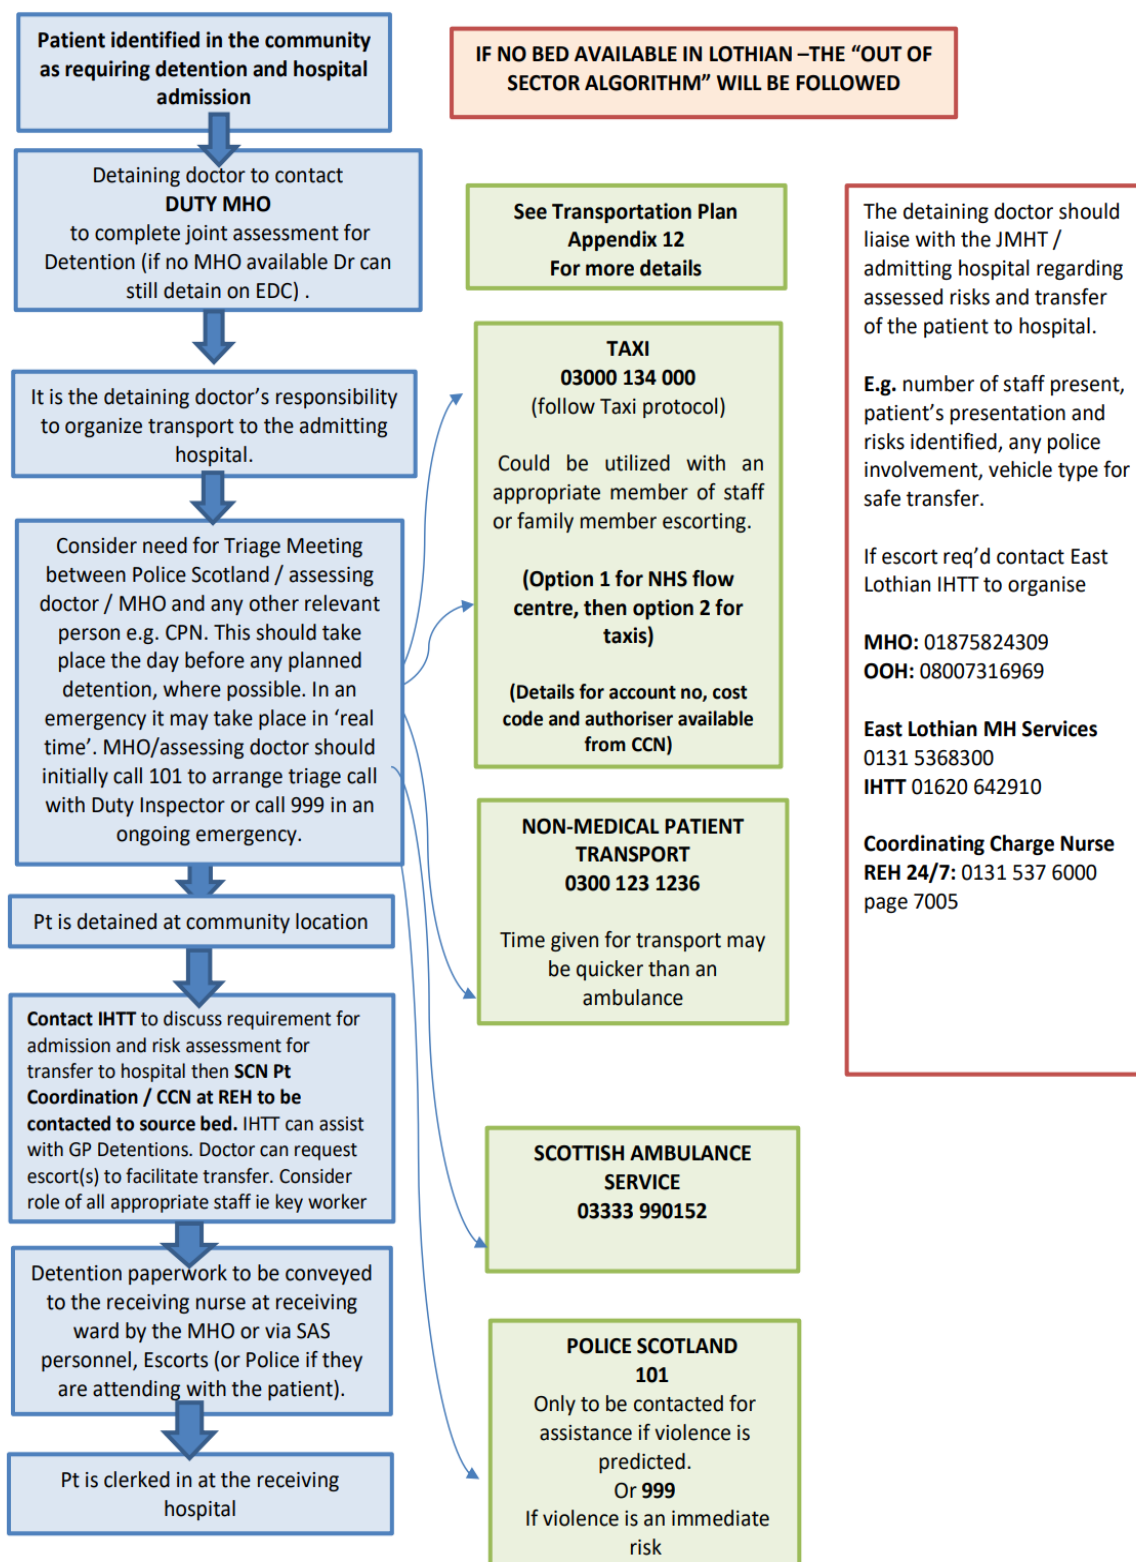 Patient identified in the community
as requiring detention and hospital
admission
IF NO BED AVAILABLE IN LOTHIAN –THE “OUT OF
SECTOR ALGORITHM” WILL BE FOLLOWED
Detaining doctor to contact
DUTY MHO
to complete joint assessment for
Detention (if no MHO available Dr can
still detain on EDC) .
It is the detaining doctor’s responsibility
to organize transport to the admitting
hospital.
Consider need for Triage Meeting
between Police Scotland / assessing
doctor / MHO and any other relevant
person e.g. CPN. This should take
place the day before any planned
detention, where possible. In an
emergency it may take place in ‘real
time’. MHO/assessing doctor should
initially call 101 to arrange triage call
with Duty Inspector or call 999 in an
ongoing emergency.
Pt is detained at community location
Contact IHTT to discuss requirement for
admission and risk assessment for
transfer to hospital then SCN Pt
Coordination / CCN at REH to be
contacted to source bed. IHTT can assist
with GP Detentions. Doctor can request
escort(s) to facilitate transfer. Consider
role of all appropriate staff ie key worker
Detention paperwork to be conveyed
to the receiving nurse at receiving
ward by the MHO or via SAS
personnel, Escorts (or Police if they
are attending with the patient).
Pt is clerked in at the receiving
hospital
See Transportation Plan
Appendix 12
For more details
TAXI
03000 134 000
(follow Taxi protocol)
Could be utilized with an
appropriate member of staff
or family member escorting.
(Option 1 for NHS flow
centre, then option 2 for
taxis)
(Details for account no, cost
code and authoriser available
from CCN)
NON-MEDICAL PATIENT
TRANSPORT
0300 123 1236
Time given for transport may
be quicker than an
ambulance
SCOTTISH AMBULANCE
SERVICE
03333 990152
POLICE SCOTLAND
101
Only to be contacted for
assistance if violence is
predicted.
Or 999
If violence is an immediate
risk
The detaining doctor should
liaise with the JMHT /
admitting hospital regarding
assessed risks and transfer
of the patient to hospital.
E.g. number of staff present,
patient’s presentation and
risks identified, any police
involvement, vehicle type for
safe transfer.
If escort req’d contact East
Lothian IHTT to organise
MHO: 01875824309
OOH: 08007316969
East Lothian MH Services
0131 5368300
IHTT 01620 642910
Coordinating Charge Nurse
REH 24/7: 0131 537 6000
page 7005